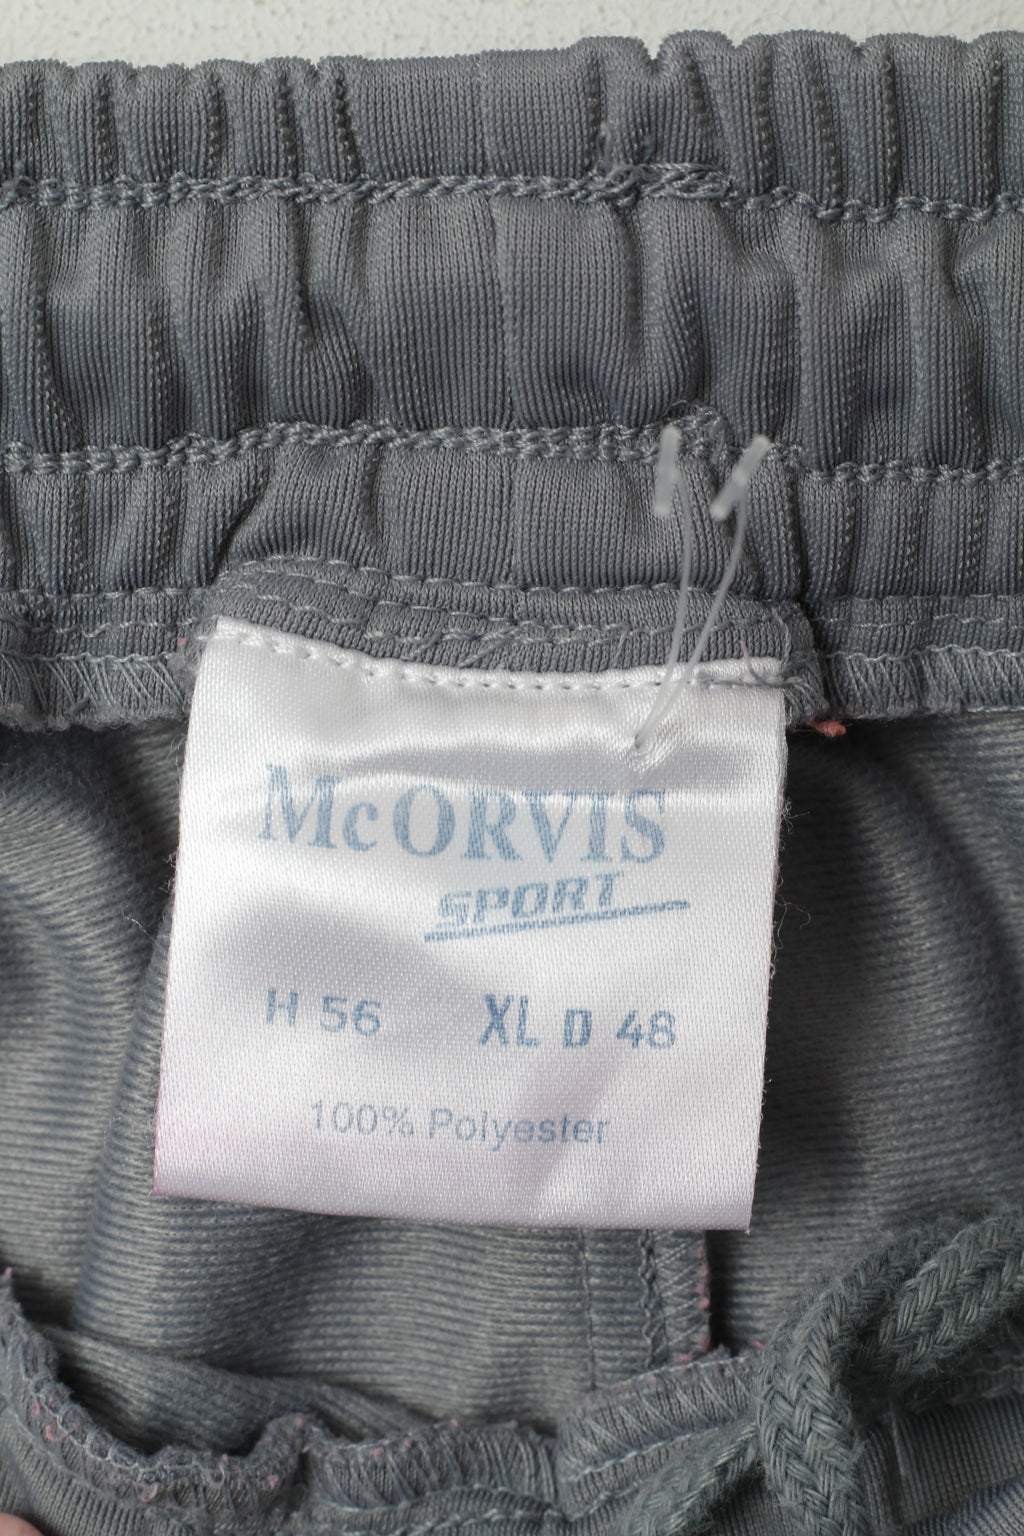 McORVIS
SPORT
H 56 XL D 48
100% Polyester